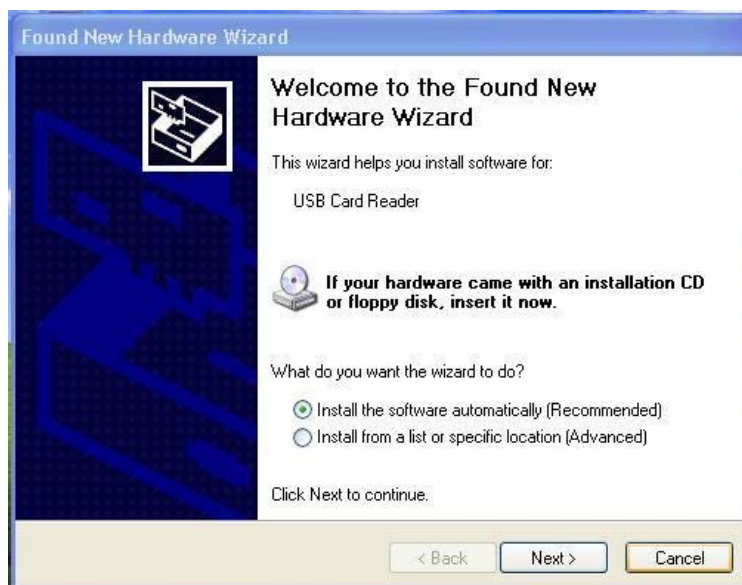 Found New Hardware Wizard
Welcome to the Found New
Hardware Wizard
This wizard helps you install software for:
USB Card Reader
If your hardware came with an installation CD
or floppy disk, insert it now.
What do you want the wizard to do?
Install the software automatically (Recommended)
Install from a list or specific location (Advanced)
Click Next to continue.
< Back Next > Cancel